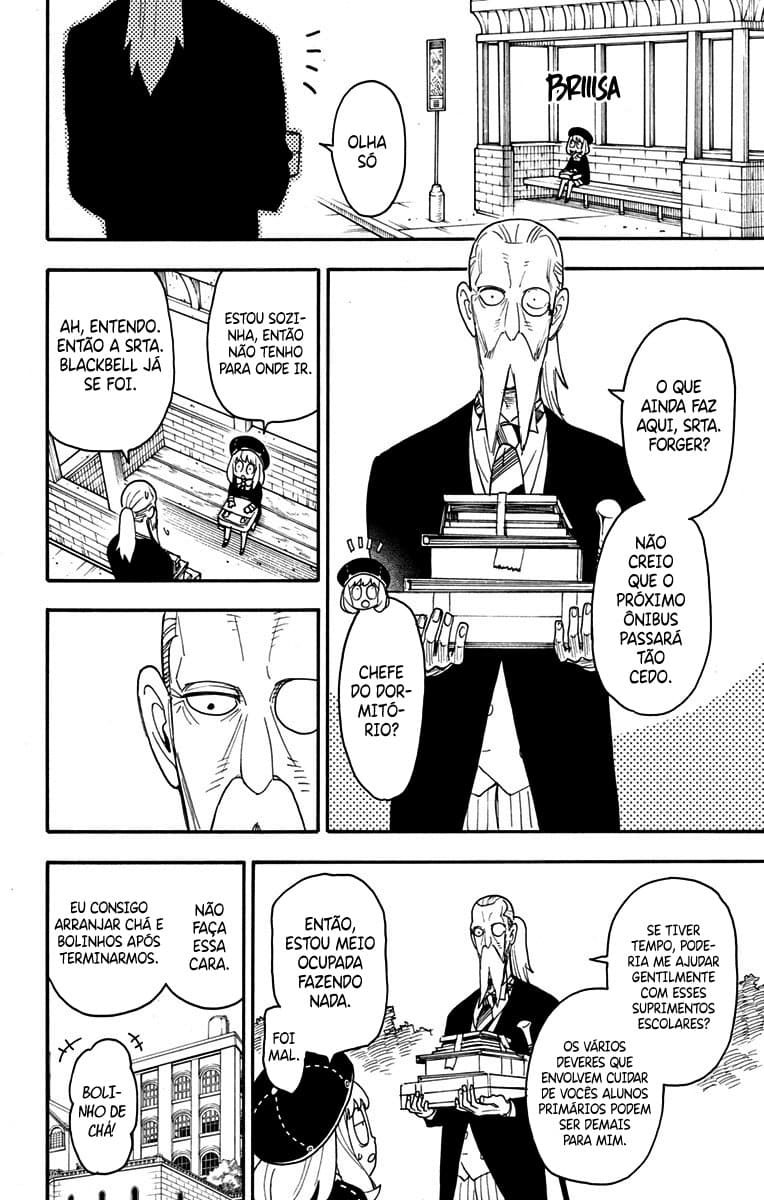 BRIIISA
OLHA
SÓ
O QUE
AINDA FAZ
AQUI, SRTA.
FORGER?
NÃO
CREIO
QUE O
PRÓXIMO
ÔNIBUS
PASSARÁ
TÃO
CEDO.
CHEFE
DO DOR-
MITÓ-
RIO?
ESTOU SOZI-
NHA, ENTÃO
NÃO TENHO
PARA ONDE IR.
AH, ENTENDO.
ENTÃO A SRTA.
BLACKBELL JÁ
SE FOI.
SE TIVER
TEMPO, PODE-
RIA ME AJUDAR
GENTILMENTE
COM ESSES
SUPRIMENTOS
ESCOLARES?
OS VÁRIOS
DEVERES QUE
ENVOLVEM CUIDAR
DE VOCÊS ALUNOS
PRIMÁRIOS PODEM
SER DEMAIS
PARA MIM.
ENTÃO,
ESTOU MEIO
OCUPADA
FAZENDO
NADA.
FOI
MAL.
NÃO
FAÇA
ESSA
CARA.
EU CONSIGO
ARRANJAR CHÁ E
BOLINHOS APÓS
TERMINARMOS.
BOLI-
NHO DE
CHÁ!